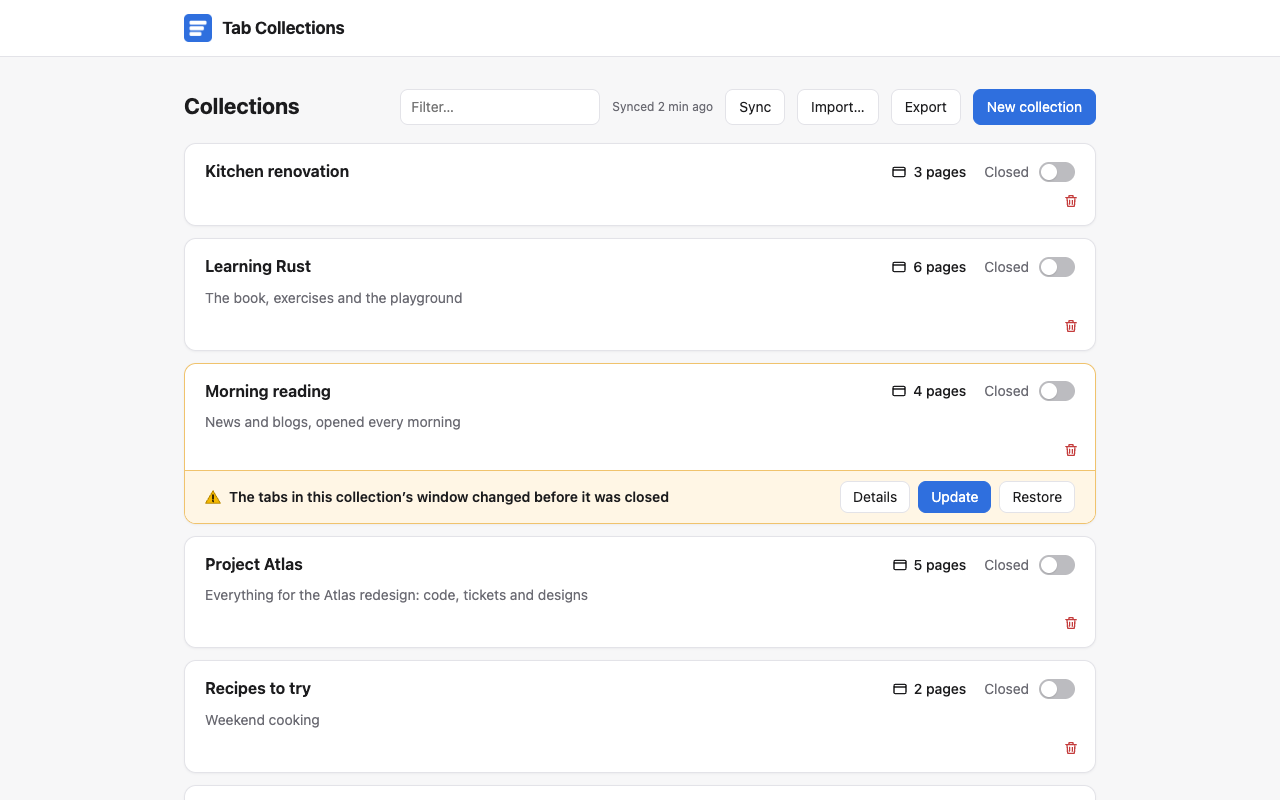 Tab Collections
Collections
Filter…
Synced 2 min ago
Sync
Import…
Export
New collection
Kitchen renovation
3 pages
Closed
Learning Rust
6 pages
Closed
The book, exercises and the playground
Morning reading
4 pages
Closed
News and blogs, opened every morning
The tabs in this collection’s window changed before it was closed
Details
Update
Restore
Project Atlas
5 pages
Closed
Everything for the Atlas redesign: code, tickets and designs
Recipes to try
2 pages
Closed
Weekend cooking